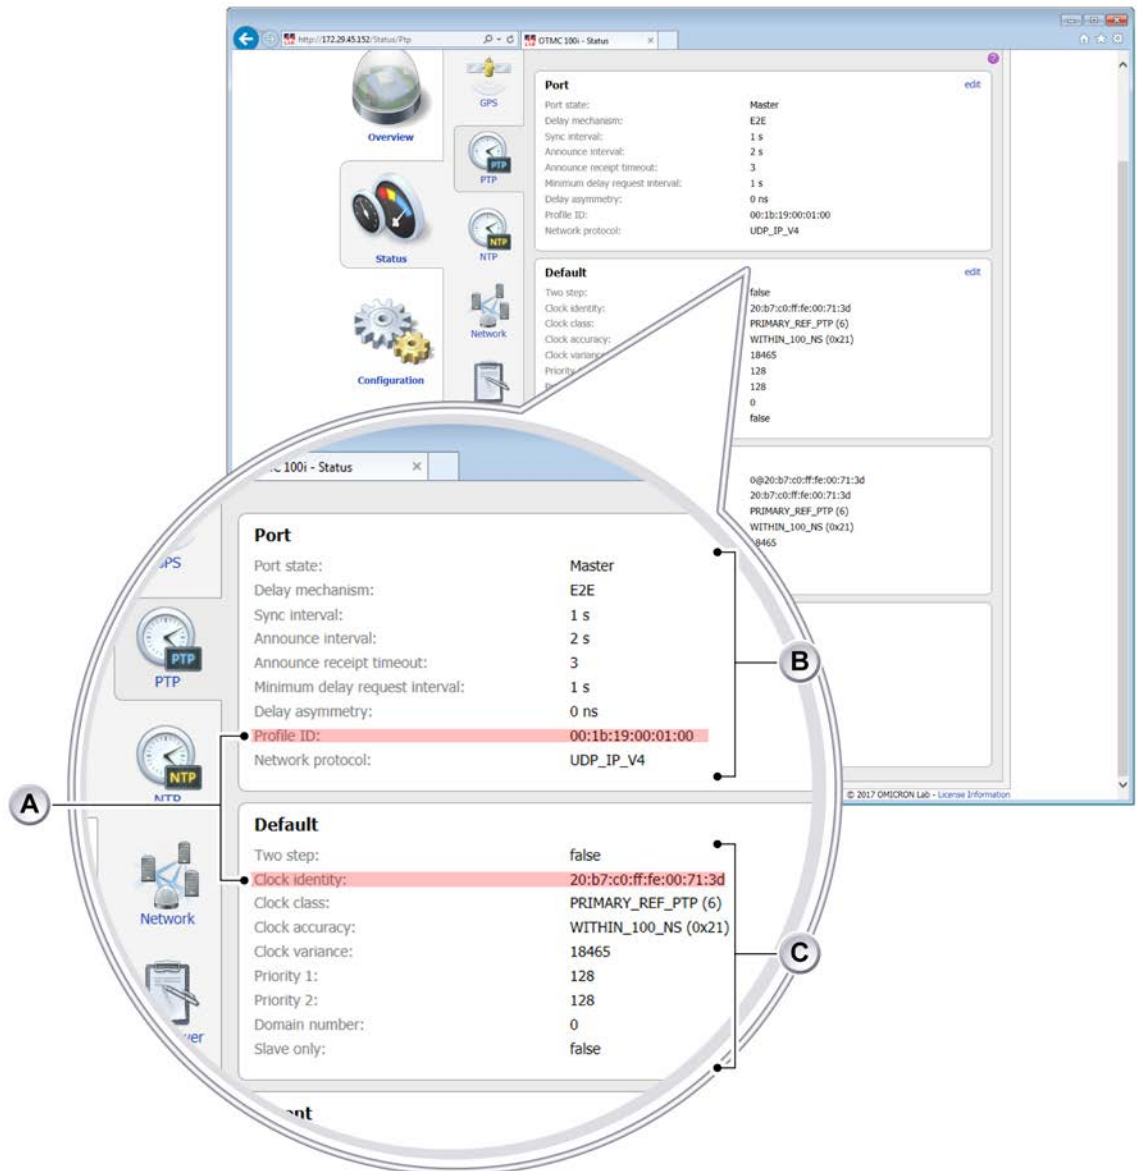 http://172.29.45.152/Status/Ptp
OTMC 100i - Status
Overview
GPS
PTP
PTP
Status
NTP
NTP
Network
Configuration
Port
edit
Port state: Master
Delay mechanism: E2E
Sync interval: 1 s
Announce interval: 2 s
Announce receipt timeout: 3
Minimum delay request interval: 1 s
Delay asymmetry: 0 ns
Profile ID: 00:1b:19:00:01:00
Network protocol: UDP_IP_V4
Default
edit
Two step: false
Clock identity: 20:b7:c0:ff:fe:00:71:3d
Clock class: PRIMARY_REF_PTP (6)
Clock accuracy: WITHIN_100_NS (0x21)
Clock variance 18465
Priority 128
128
0
false
0@20:b7:c0:ff:fe:00:71:3d
20:b7:c0:ff:fe:00:71:3d
PRIMARY_REF_PTP (6)
WITHIN_100_NS (0x21)
18465
© 2017 OMICRON Lab - License Information
100i - Status
GPS
PTP
PTP
NTP
NTP
Network
Port
Port state: Master
Delay mechanism: E2E
Sync interval: 1 s
Announce interval: 2 s
Announce receipt timeout: 3
Minimum delay request interval: 1 s
Delay asymmetry: 0 ns
Profile ID: 00:1b:19:00:01:00
Network protocol: UDP_IP_V4
Default
Two step: false
Clock identity: 20:b7:c0:ff:fe:00:71:3d
Clock class: PRIMARY_REF_PTP (6)
Clock accuracy: WITHIN_100_NS (0x21)
Clock variance: 18465
Priority 1: 128
Priority 2: 128
Domain number: 0
Slave only: false
A
B
C